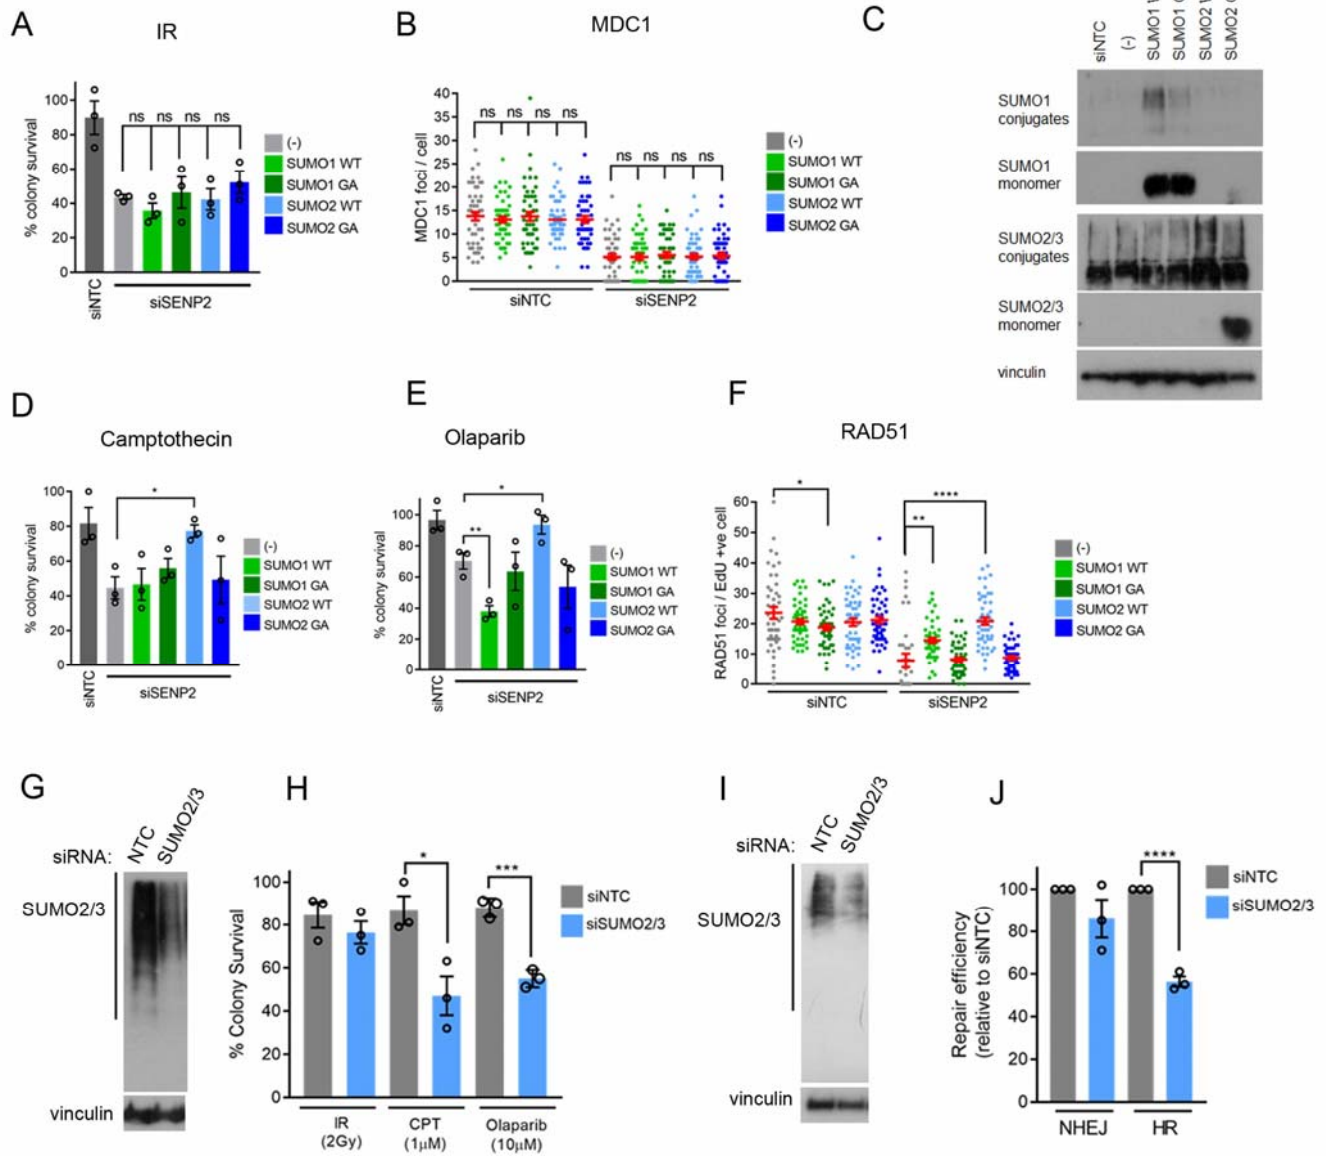 A
IR
% colony survival
100
80
60
40
20
0
ns ns ns ns
siNTC
siSENP2
(-)
SUMO1 WT
SUMO1 GA
SUMO2 WT
SUMO2 GA
B
MDC1
MDC1 foci / cell
40
35
30
25
20
15
10
5
0
ns ns ns ns
ns ns ns ns
siNTC
siSENP2
(-)
SUMO1 WT
SUMO1 GA
SUMO2 WT
SUMO2 GA
C
siNTC
(-)
SUMO1
SUMO1
SUMO2
SUMO2
SUMO1
conjugates
SUMO1
monomer
SUMO2/3
conjugates
SUMO2/3
monomer
vinculin
D
Camptothecin
% colony survival
100
80
60
40
20
0
*
siNTC
siSENP2
(-)
SUMO1 WT
SUMO1 GA
SUMO2 WT
SUMO2 GA
E
Olaparib
% colony survival
100
80
60
40
20
0
*
**
siNTC
siSENP2
(-)
SUMO1 WT
SUMO1 GA
SUMO2 WT
SUMO2 GA
F
RAD51
RAD51 foci / EdU +ve cell
60
50
40
30
20
10
0
*
****
**
siNTC
siSENP2
(-)
SUMO1 WT
SUMO1 GA
SUMO2 WT
SUMO2 GA
G
siRNA:
NTC
SUMO2/3
SUMO2/3
vinculin
H
% Colony Survival
100
80
60
40
20
0
*
***
IR
(2Gy)
CPT
(1µM)
Olaparib
(10µM)
siNTC
siSUMO2/3
I
siRNA:
NTC
SUMO2/3
SUMO2/3
vinculin
J
Repair efficiency
(relative to siNTC)
100
80
60
40
20
0
****
NHEJ
HR
siNTC
siSUMO2/3